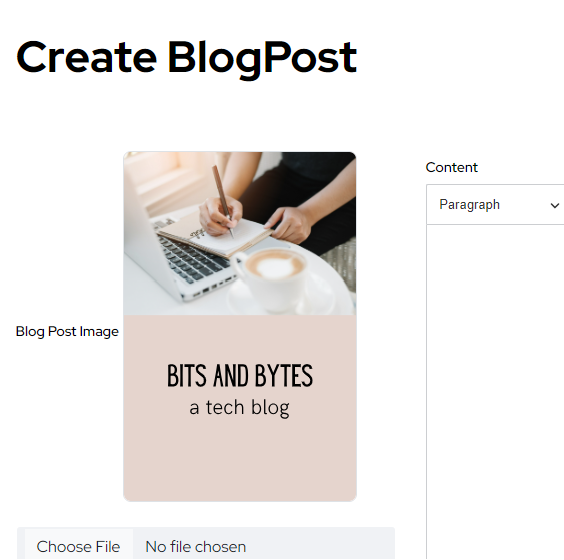 Create BlogPost
Content
Paragraph
Blog Post Image
BITS AND BYTES
a tech blog
Choose File No file chosen